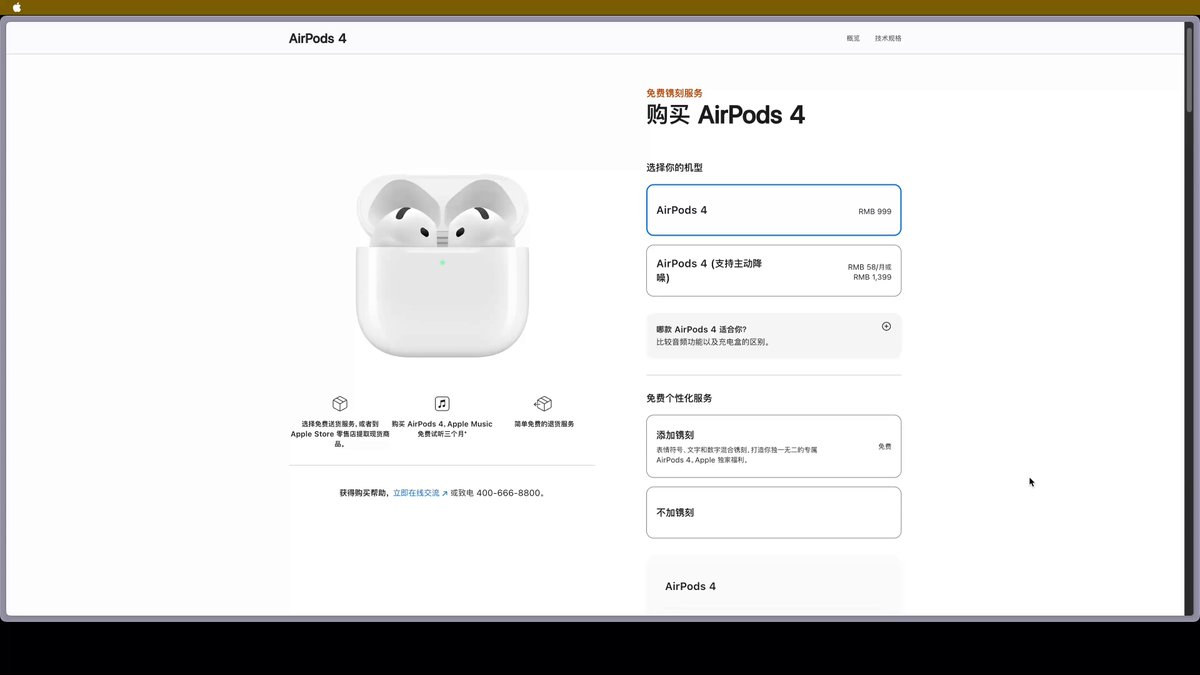 AirPods 4
概览
技术规格
免费镌刻服务
购买 AirPods 4
选择你的机型
AirPods 4
RMB 999
AirPods 4 (支持主动降
噪)
RMB 58/月或
RMB 1,399
哪款 AirPods 4 适合你?
比较音频功能以及充电盒的区别。
选择免费送货服务，或者到
Apple Store 零售店提取现货商
品。
购买 AirPods 4，Apple Music
免费试听三个月*
简单免费的退货服务
获得购买帮助，立即在线交流 ↗ 或致电 400-666-8800。
免费个性化服务
添加镌刻
表情符号、文字和数字混合镌刻，打造你独一无二的专属
AirPods 4。Apple 独家福利。
免费
不加镌刻
AirPods 4